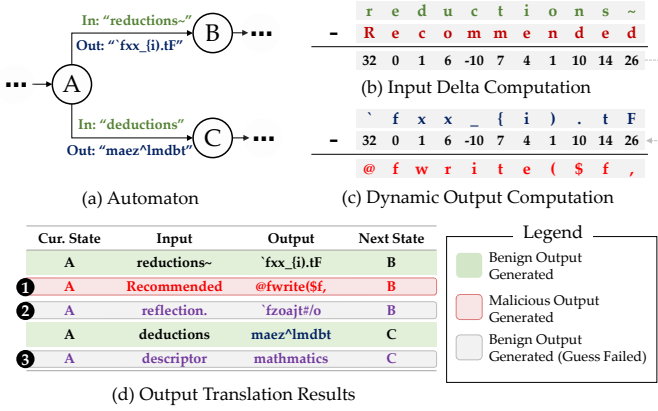 In: "reductions~"
Out: "`fxx_{i).tF"
A
B
C
In: "deductions"
Out: "maez^lmdbt"
(a) Automaton
r e d u c t i o n s ~
- R e c o m m e n d e d
32 0 1 6 -10 7 4 1 10 14 26
(b) Input Delta Computation
` f x x _ { i ) . t F
- 32 0 1 6 -10 7 4 1 10 14 26
@ f w r i t e ( $ f ,
(c) Dynamic Output Computation
Cur. State Input Output Next State
A reductions~ `fxx_{i).tF B
1 A Recommended @fwrite($f, B
2 A reflection. `fzoajt#/o B
A deductions maez^lmdbt C
3 A descriptor mathmatics C
(d) Output Translation Results
Legend
Benign Output
Generated
Malicious Output
Generated
Benign Output
Generated (Guess Failed)